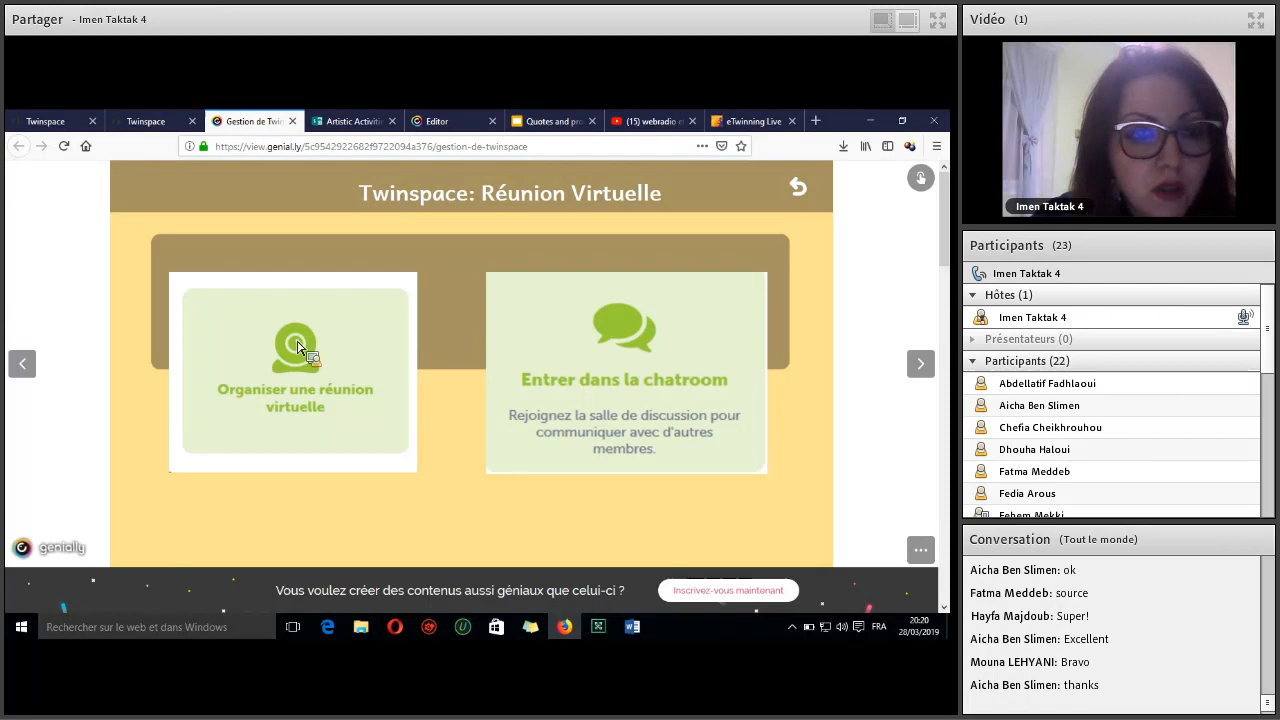 Partager - Imen Taktak 4
Vidéo (1)
Imen Taktak 4
Twinspace
Twinspace
Gestion de Twin
Artistic Activitie
Editor
Quotes and pro
(15) webradio e
eTwinning Live
https://view.genial.ly/5c9542922682f9722094a376/gestion-de-twinspace
Twinspace: Réunion Virtuelle
Organiser une réunion
virtuelle
Entrer dans la chatroom
Rejoignez la salle de discussion pour
communiquer avec d'autres
membres.
genially
Vous voulez créer des contenus aussi géniaux que celui-ci ?
Inscrivez-vous maintenant
Rechercher sur le web et dans Windows
FRA
20:20
28/03/2019
Participants (23)
Imen Taktak 4
Hôtes (1)
Imen Taktak 4
Présentateurs (0)
Participants (22)
Abdellatif Fadhlaoui
Aicha Ben Slimen
Chefia Cheikhrouhou
Dhouha Haloui
Fatma Meddeb
Fedia Arous
Fehem Mekki
Conversation (Tout le monde)
Aicha Ben Slimen: ok
Fatma Meddeb: source
Hayfa Majdoub: Super!
Aicha Ben Slimen: Excellent
Mouna LEHYANI: Bravo
Aicha Ben Slimen: thanks